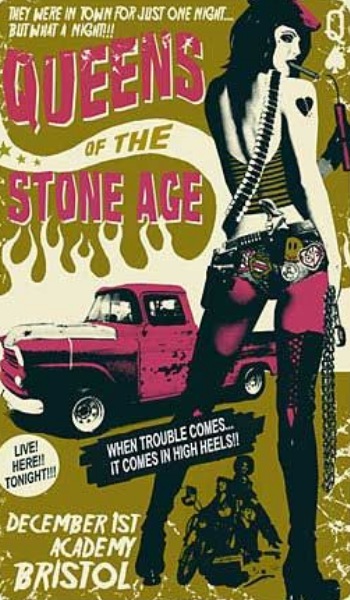 THEY WERE IN TOWN FOR JUST ONE NIGHT...
BUT WHAT A NIGHT!!!
Q
QUEENS
OF THE
STONE AGE
WHEN TROUBLE COMES...
IT COMES IN HIGH HEELS!!
LIVE!
HERE!!
TONIGHT!!!
DECEMBER 1ST
ACADEMY
BRISTOL